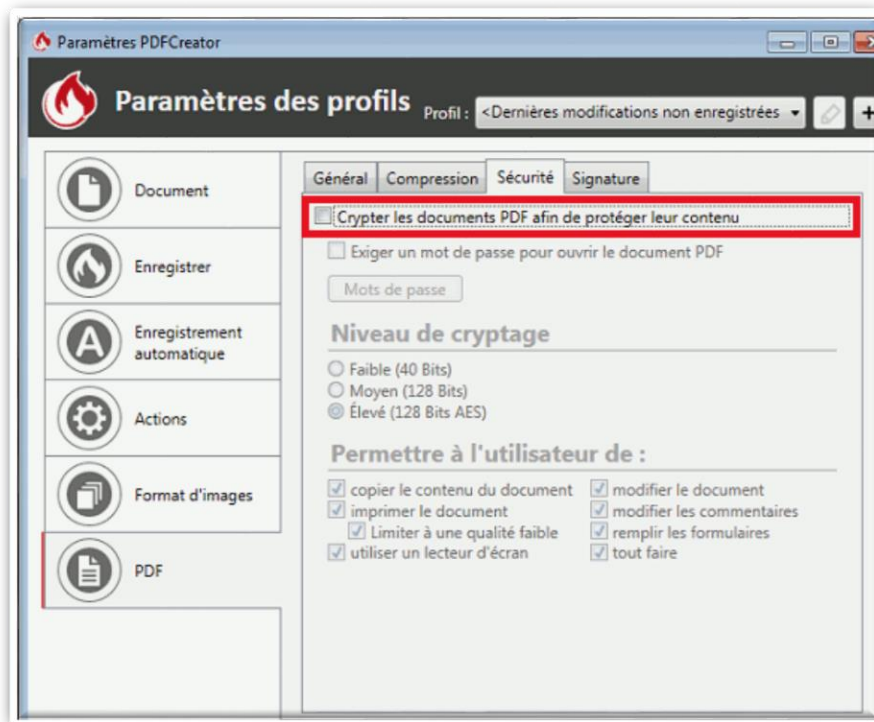 Paramètres PDFCreator
Paramètres des profils
Profil : <Dernières modifications non enregistrées
Document
Enregistrer
Enregistrement
automatique
Actions
Format d'images
PDF
Général Compression Sécurité Signature
Crypter les documents PDF afin de protéger leur contenu
Exiger un mot de passe pour ouvrir le document PDF
Mots de passe
Niveau de cryptage
Faible (40 Bits)
Moyen (128 Bits)
Élevé (128 Bits AES)
Permettre à l'utilisateur de :
copier le contenu du document modifier le document
imprimer le document modifier les commentaires
Limiter à une qualité faible remplir les formulaires
utiliser un lecteur d'écran tout faire